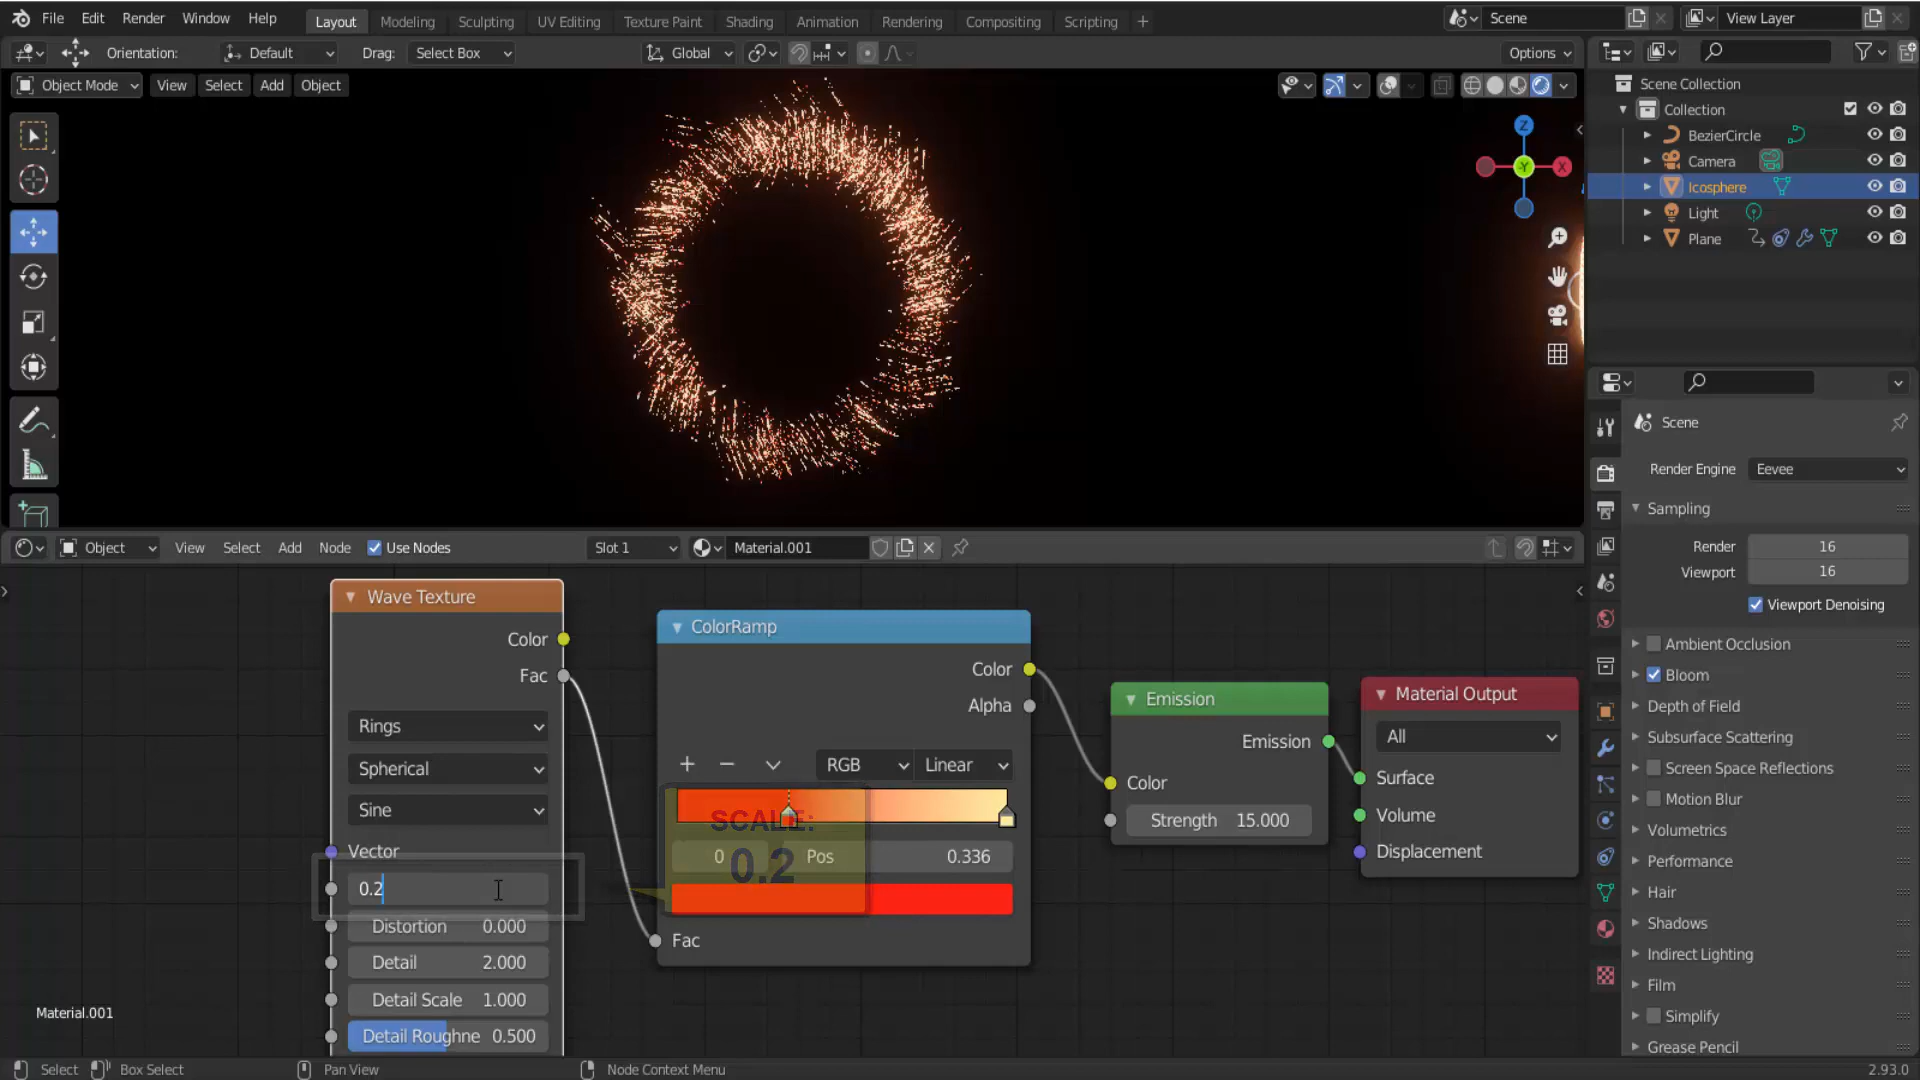 File Edit Render Window Help Layout Modeling Sculpting UV Editing Texture Paint Shading Animation Rendering Compositing Scripting + Scene View Layer
Orientation: Default Drag: Select Box Global Options
Object Mode View Select Add Object
Z
Y
X
Scene Collection
Collection
BezierCircle
Camera
Icosphere
Light
Plane
Scene
Render Engine Eevee
Sampling
Render 16
Viewport 16
Viewport Denoising
Ambient Occlusion
Bloom
Depth of Field
Subsurface Scattering
Screen Space Reflections
Motion Blur
Volumetrics
Performance
Hair
Shadows
Indirect Lighting
Film
Simplify
Grease Pencil
Object View Select Add Node Use Nodes Slot 1 Material.001
Wave Texture
Color
Fac
Rings
Spherical
Sine
Vector
0.2
Distortion 0.000
Detail 2.000
Detail Scale 1.000
Detail Roughne 0.500
ColorRamp
Color
Alpha
+ − RGB Linear
SCALE:
0.2
0 Pos 0.336
Fac
Emission
Emission
Color
Strength 15.000
Material Output
All
Surface
Volume
Displacement
Material.001
Select Box Select Pan View Node Context Menu 2.93.0